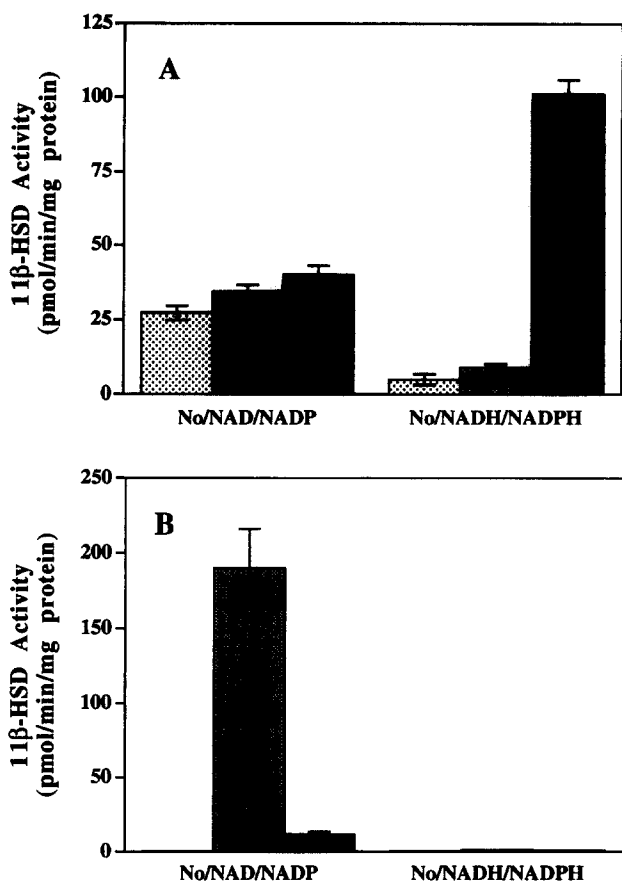 A
125
100
75
50
25
0
11β-HSD Activity
(pmol/min/mg protein)
No/NAD/NADP
No/NADH/NADPH
B
250
200
150
100
50
0
11β-HSD Activity
(pmol/min/mg protein)
No/NAD/NADP
No/NADH/NADPH